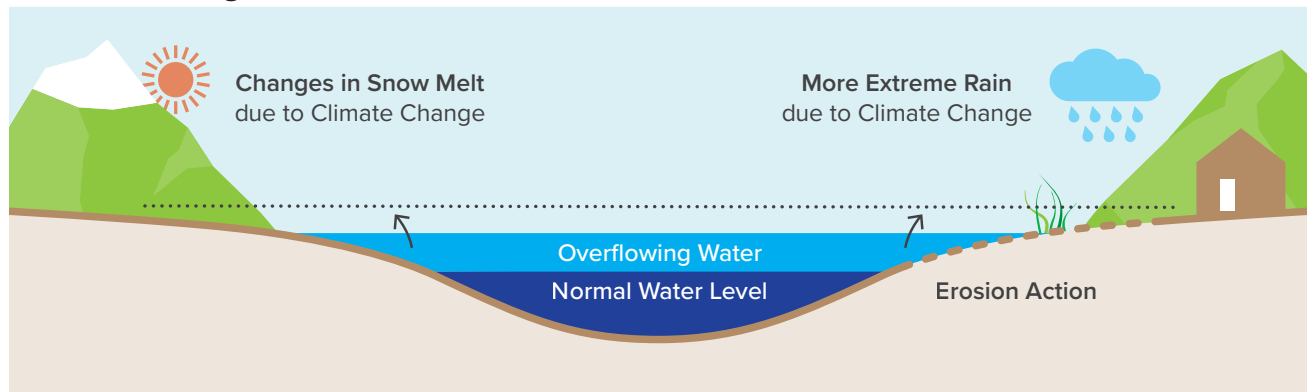 Changes in Snow Melt
due to Climate Change
More Extreme Rain
due to Climate Change
Overflowing Water
Normal Water Level
Erosion Action